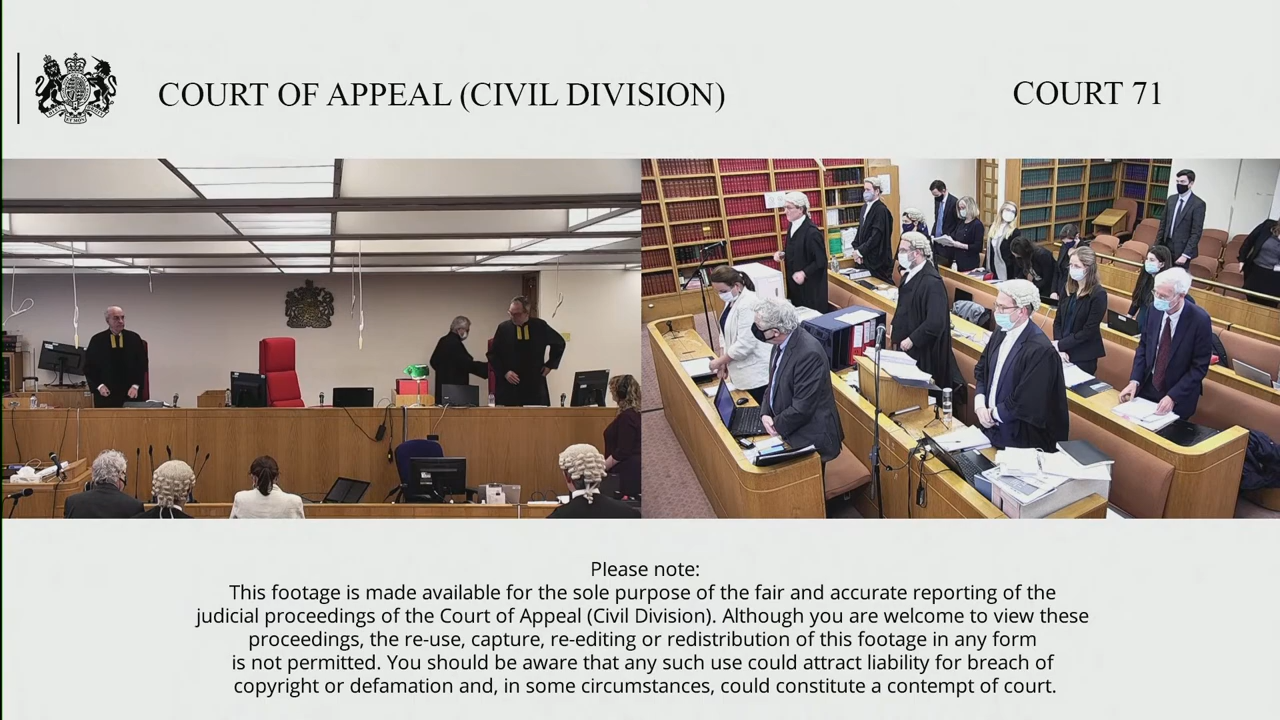 COURT OF APPEAL (CIVIL DIVISION)
COURT 71
Please note:
This footage is made available for the sole purpose of the fair and accurate reporting of the
judicial proceedings of the Court of Appeal (Civil Division). Although you are welcome to view these
proceedings, the re-use, capture, re-editing or redistribution of this footage in any form
is not permitted. You should be aware that any such use could attract liability for breach of
copyright or defamation and, in some circumstances, could constitute a contempt of court.